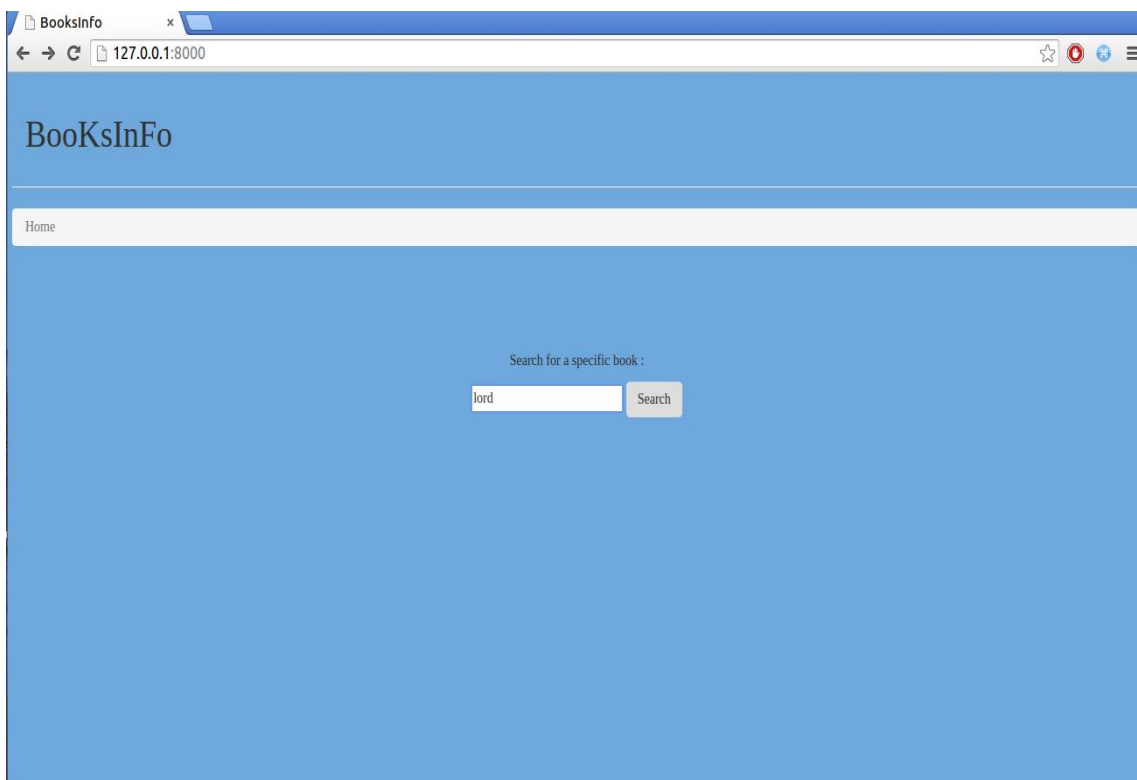 BooksInfo
127.0.0.1:8000
BooKsInFo
Home
Search for a specific book :
lord Search